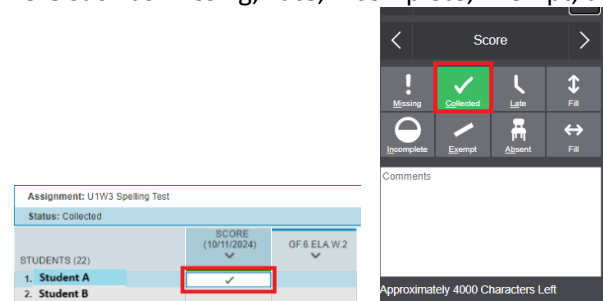 Score
Missing Collected Late Fill
Incomplete Exempt Absent Fill
Comments
Approximately 4000 Characters Left
Assignment: U1W3 Spelling Test
Status: Collected
SCORE
(10/11/2024) GF.6.ELA.W.2
STUDENTS (22)
1. Student A
2. Student B